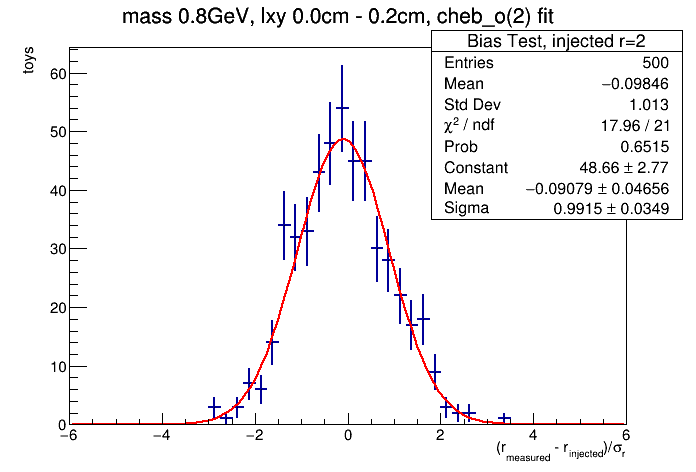 mass 0.8GeV, lxy 0.0cm - 0.2cm, cheb_o(2) fit
Bias Test, injected r=2
Entries 500
Mean −0.09846
Std Dev 1.013
χ² / ndf 17.96 / 21
Prob 0.6515
Constant 48.66 ± 2.77
Mean −0.09079 ± 0.04656
Sigma 0.9915 ± 0.0349
toys
60
50
40
30
20
10
0
−6 −4 −2 0 2 4 6
(r_measured - r_injected)/σ_r